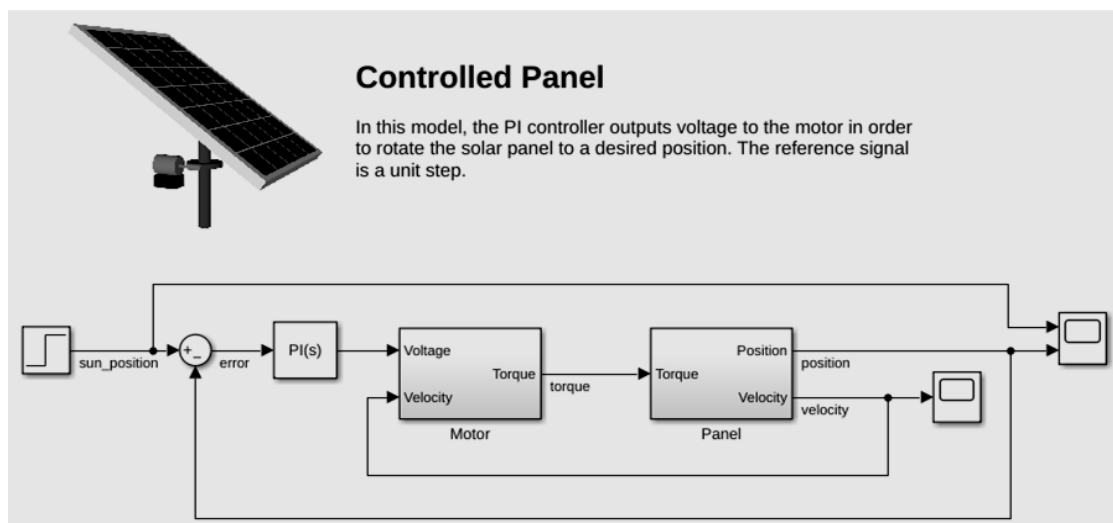 Controlled Panel
In this model, the PI controller outputs voltage to the motor in order
to rotate the solar panel to a desired position. The reference signal
is a unit step.
sun_position
+
−
error
PI(s)
Voltage
Velocity
Torque
Motor
torque
Torque
Position
Velocity
Panel
position
velocity